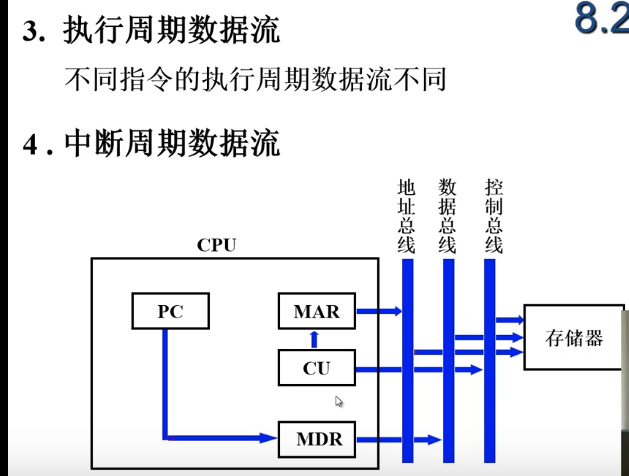 8.2
3. 执行周期数据流
不同指令的执行周期数据流不同
4 . 中断周期数据流
地址总线
数据总线
控制总线
CPU
PC
MAR
CU
MDR
存储器